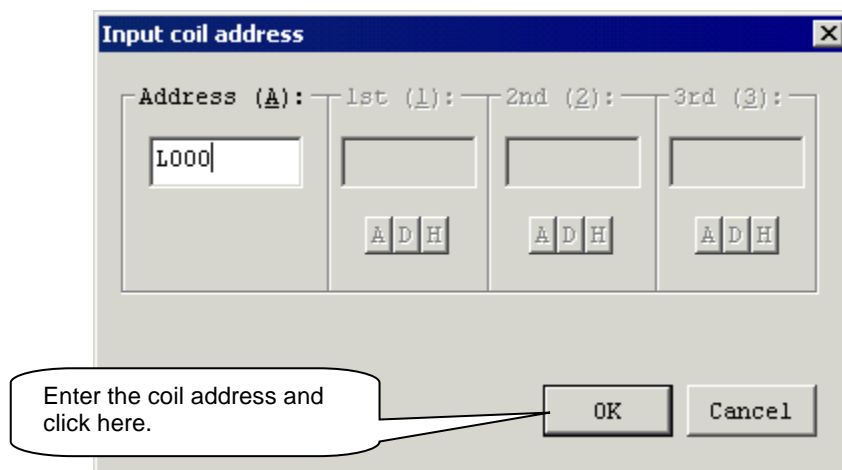 Input coil address
Address (A): 1st (1): 2nd (2): 3rd (3):
L000
A D H A D H A D H
Enter the coil address and
click here.
OK Cancel